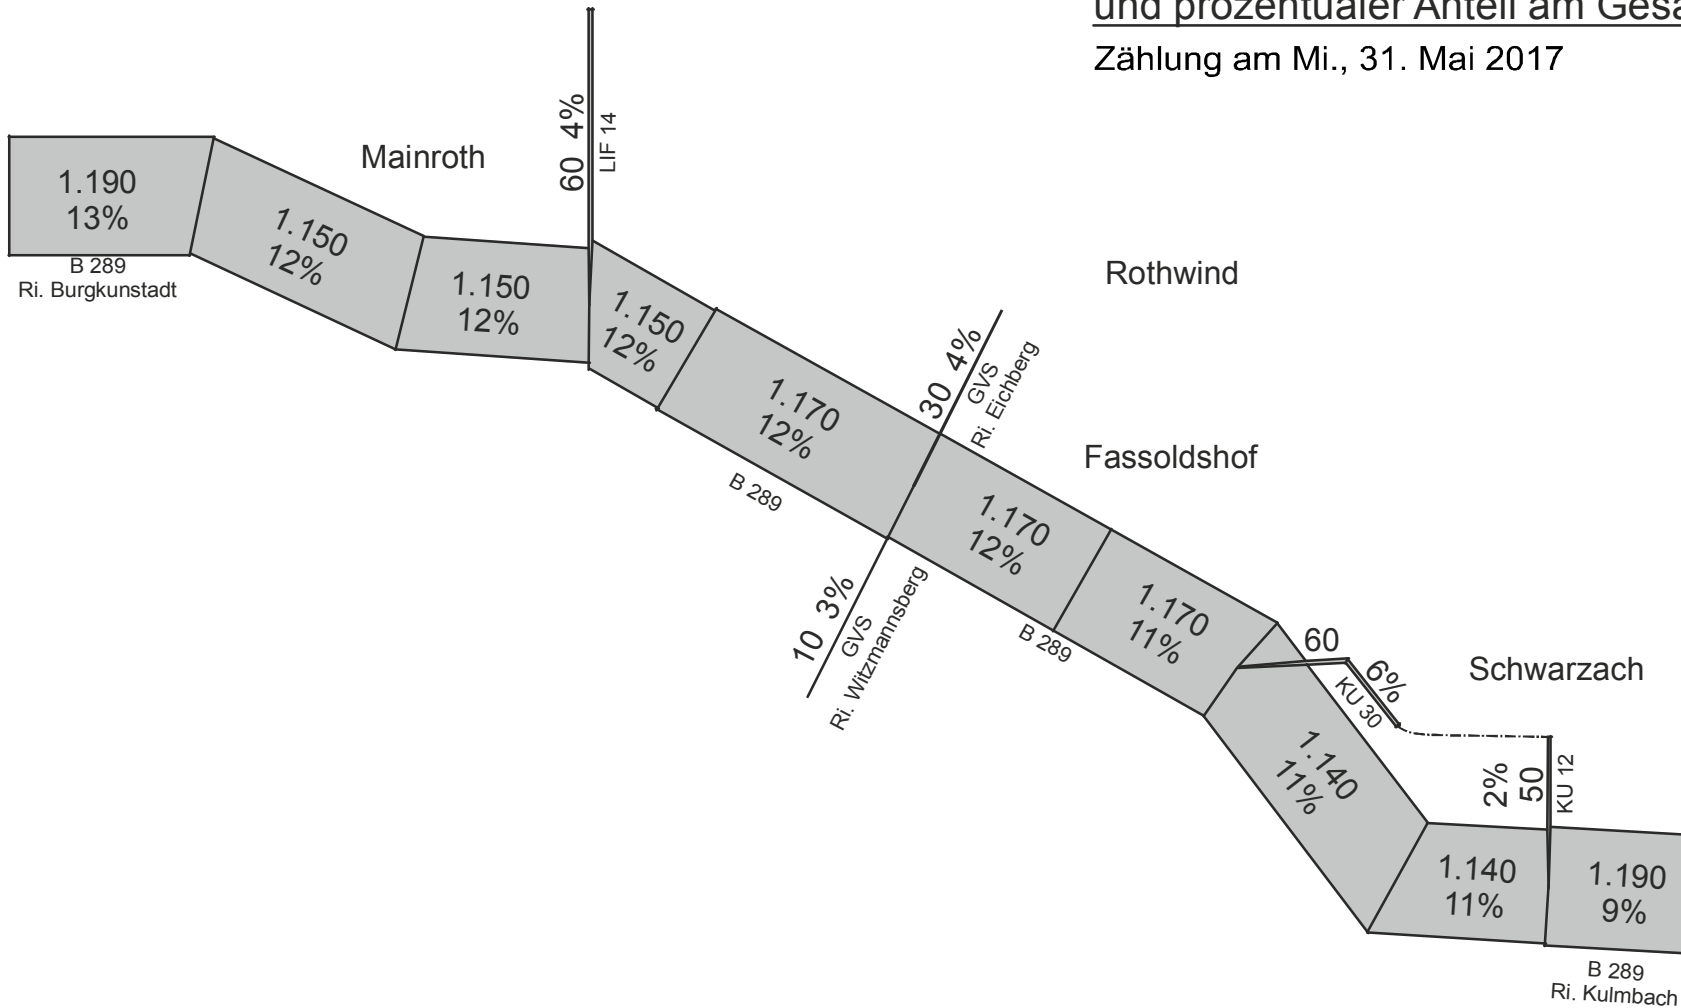 und prozentualer Anteil am
Zählung am Mi., 31. Mai 2017
60 4%
LIF 14
Mainroth
1.190
13%
B 289
Ri. Burgkunstadt
1.150
12%
1.150
12%
1.150
12%
Rothwind
1.170
12%
B 289
30 4%
GVS
Ri. Eichberg
Fassoldshof
10 3%
GVS
Ri. Witzmannsberg
1.170
12%
B 289
1.170
11%
60
6%
KU 30
Schwarzach
1.140
11%
2%
50
KU 12
1.140
11%
1.190
9%
B 289
Ri. Kulmbach